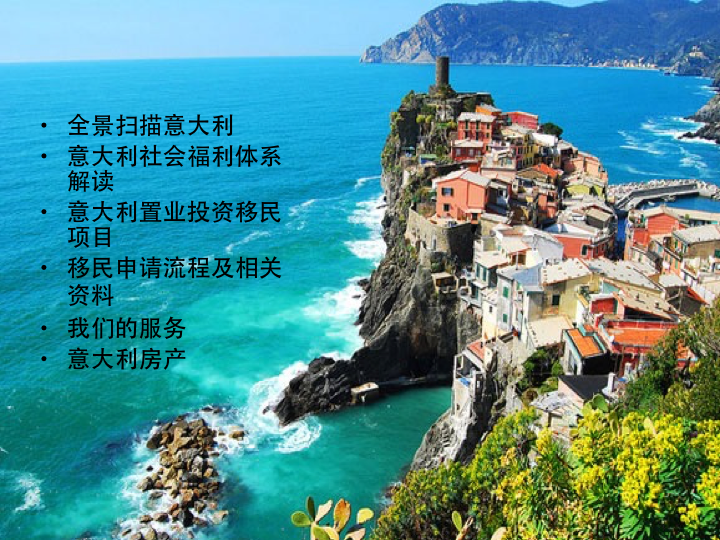 • 全景扫描意大利
• 意大利社会福利体系
解读
• 意大利置业投资移民
项目
• 移民申请流程及相关
资料
• 我们的服务
• 意大利房产